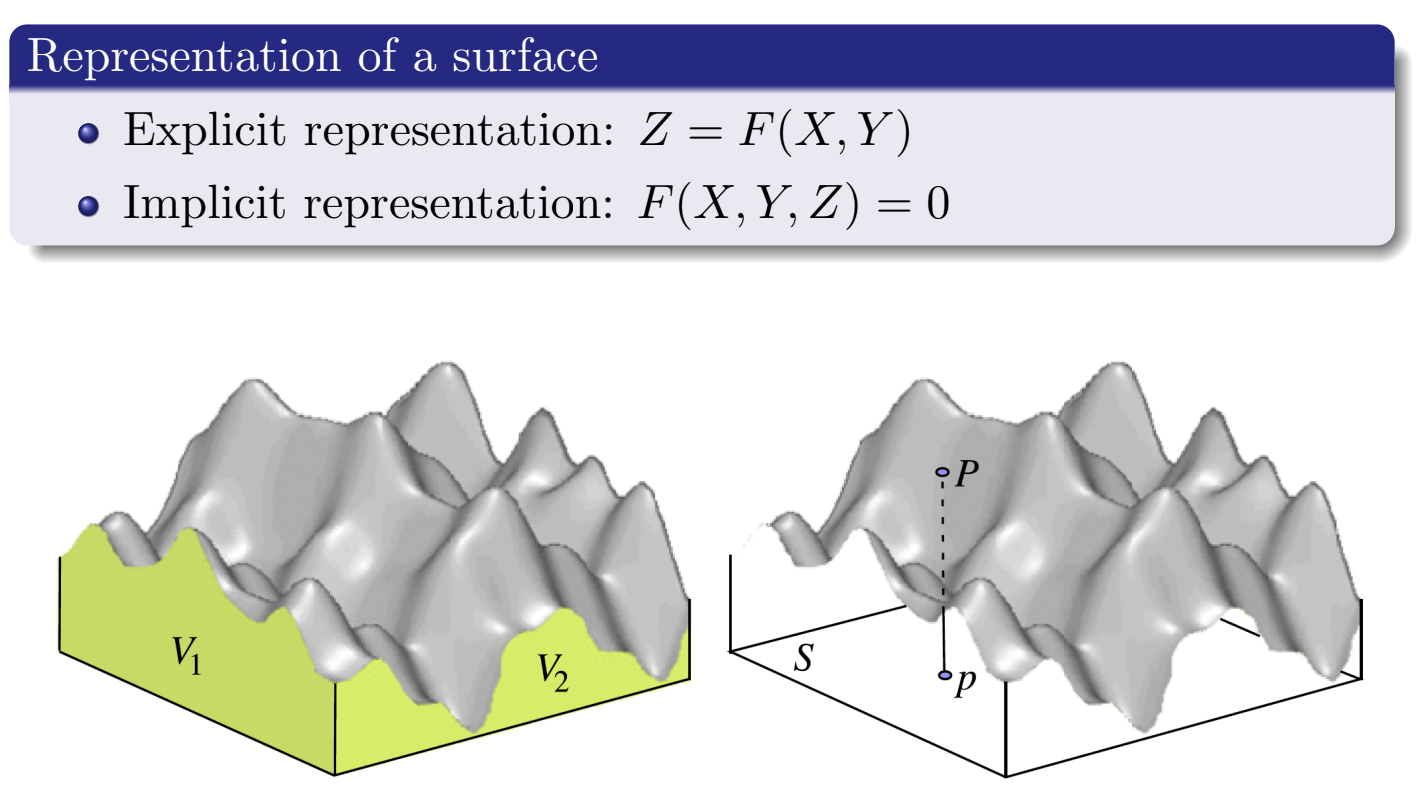 Representation of a surface
Explicit representation: Z = F(X, Y)
Implicit representation: F(X, Y, Z) = 0
P
V₁
V₂
S
p